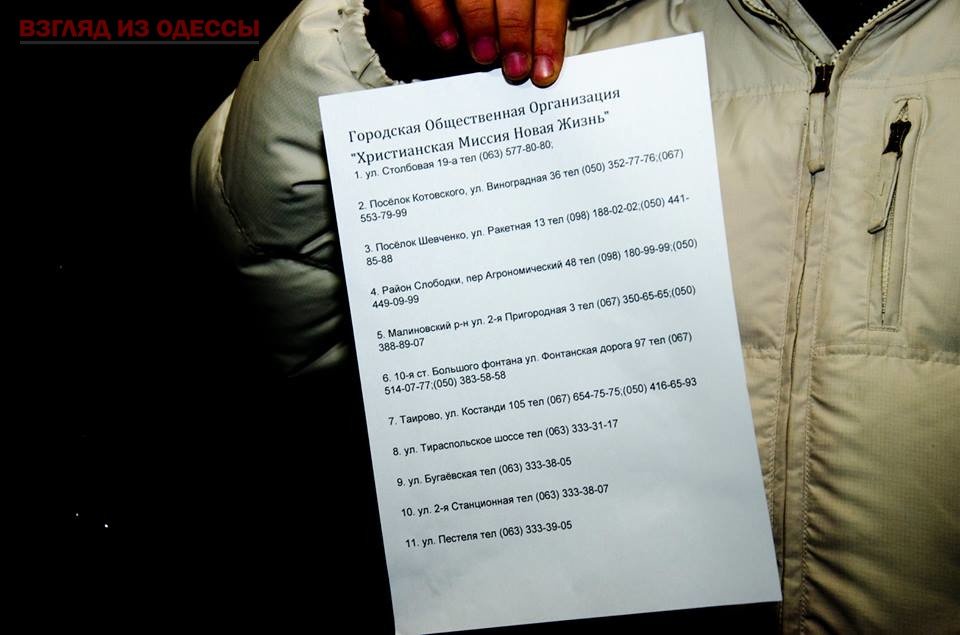 ВЗГЛЯД ИЗ ОДЕССЫ
Городская Общественная Организация
"Христианская Миссия Новая Жизнь"
1. ул. Столбовая 19-а тел (063) 577-80-80;
2. Посёлок Котовского, ул. Виноградная 36 тел (050) 352-77-76;(067)
553-79-99
3. Посёлок Шевченко, ул. Ракетная 13 тел (098) 188-02-02;(050) 441-
85-88
4. Район Слободки, пер Агрономический 48 тел (098) 180-99-99;(050)
449-09-99
5. Малиновский р-н ул. 2-я Пригородная 3 тел (067) 350-65-65;(050)
388-89-07
6. 10-я ст. Большого фонтана ул. Фонтанская дорога 97 тел (067)
514-07-77;(050) 383-58-58
7. Таирово, ул. Костанди 105 тел (067) 654-75-75;(050) 416-65-93
8. ул. Тираспольское шоссе тел (063) 333-31-17
9. ул. Бугаёвская тел (063) 333-38-05
10. ул. 2-я Станционная тел (063) 333-38-07
11. ул. Пестеля тел (063) 333-39-05